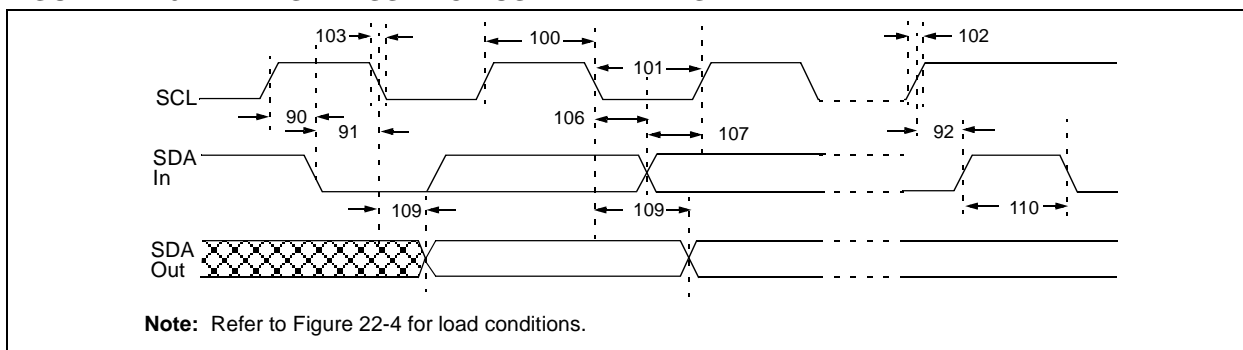 103
100
102
101
SCL
90
91
106
107
92
SDA
In
109
109
110
SDA
Out
Note: Refer to Figure 22-4 for load conditions.